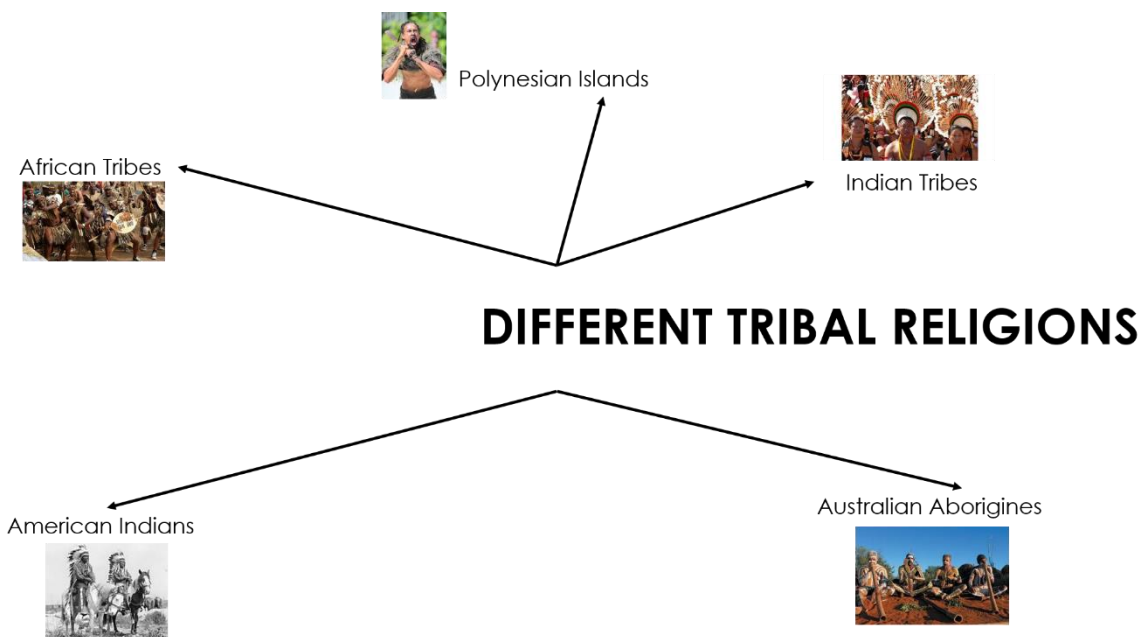 Polynesian Islands
African Tribes
Indian Tribes
DIFFERENT TRIBAL RELIGIONS
American Indians
Australian Aborigines